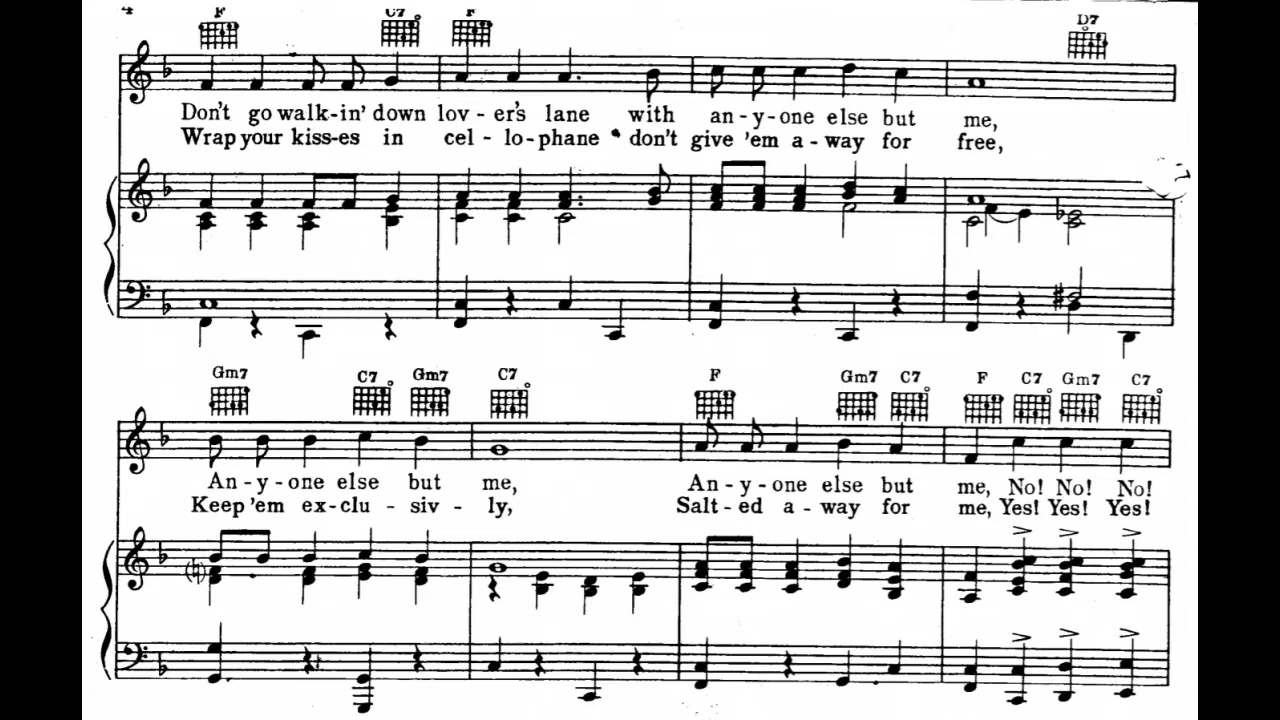 4
F C7 F D7
Don't go walk-in' down lov-er's lane with an-y-one else but me,
Wrap your kiss-es in cel-lo-phane don't give 'em a-way for free,
Gm7 C7 Gm7 C7 F Gm7 C7 F C7 Gm7 C7
An-y-one else but me, An-y-one else but me, No! No! No!
Keep 'em ex-clu-siv-ly, Salt-ed a-way for me, Yes! Yes! Yes!